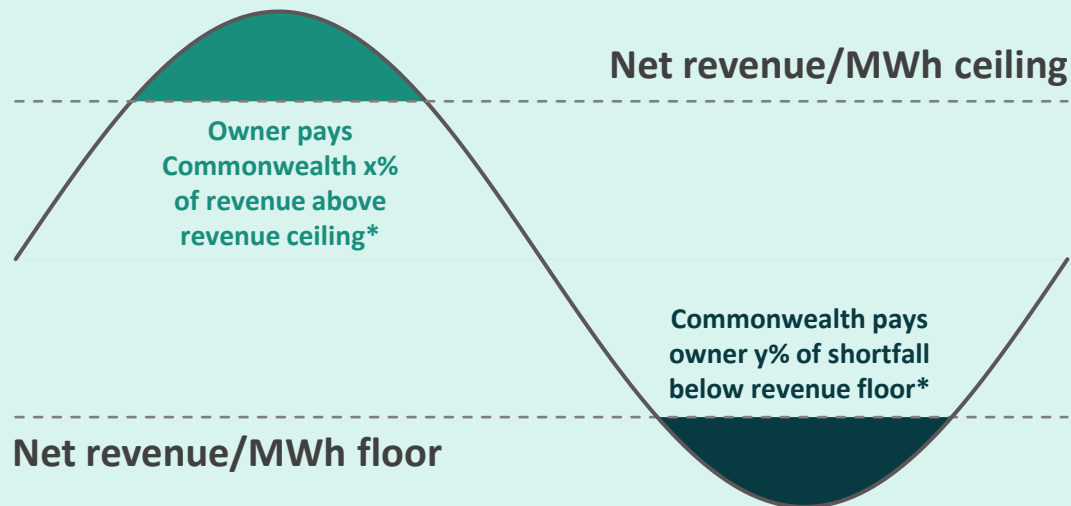 Net revenue/MWh ceiling
Owner pays
Commonwealth x%
of revenue above
revenue ceiling*
Commonwealth pays
owner y% of shortfall
below revenue floor*
Net revenue/MWh floor